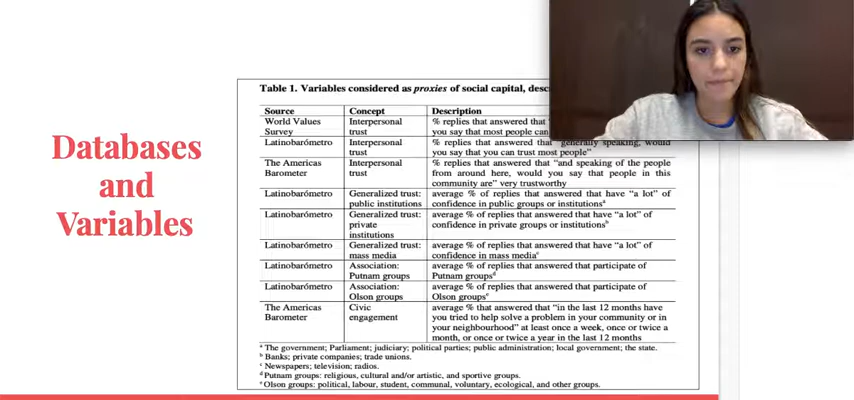 Databases
and
Variables
Table 1. Variables considered as proxies of social capital,
Source Concept Description
World Values Survey Interpersonal trust % replies that answered that
you say that most people can
Latinobarómetro Interpersonal trust % replies that answered that "generally speaking, would
you say that you can trust most people"
The Americas Barometer Interpersonal trust % replies that answered that "and speaking of the people
from around here, would you say that people in this
community are" very trustworthy
Latinobarómetro Generalized trust: public institutions average % of replies that answered that have "a lot" of
confidence in public groups or institutionsᵃ
Latinobarómetro Generalized trust: private institutions average % of replies that answered that have "a lot" of
confidence in private groups or institutionsᵇ
Latinobarómetro Generalized trust: mass media average % of replies that answered that have "a lot" of
confidence in mass mediaᶜ
Latinobarómetro Association: Putnam groups average % of replies that answered that participate of
Putnam groupsᵈ
Latinobarómetro Association: Olson groups average % of replies that answered that participate of
Olson groupsᵉ
The Americas Barometer Civic engagement average % that answered that "in the last 12 months have
you tried to help solve a problem in your community or in
your neighbourhood" at least once a week, once or twice a
month, or once or twice a year in the last 12 months
ᵃ The government; Parliament; judiciary; political parties; public administration; local government; the state.
ᵇ Banks; private companies; trade unions.
ᶜ Newspapers; television; radios.
ᵈ Putnam groups: religious, cultural and/or artistic, and sportive groups.
ᵉ Olson groups: political, labour, student, communal, voluntary, ecological, and other groups.